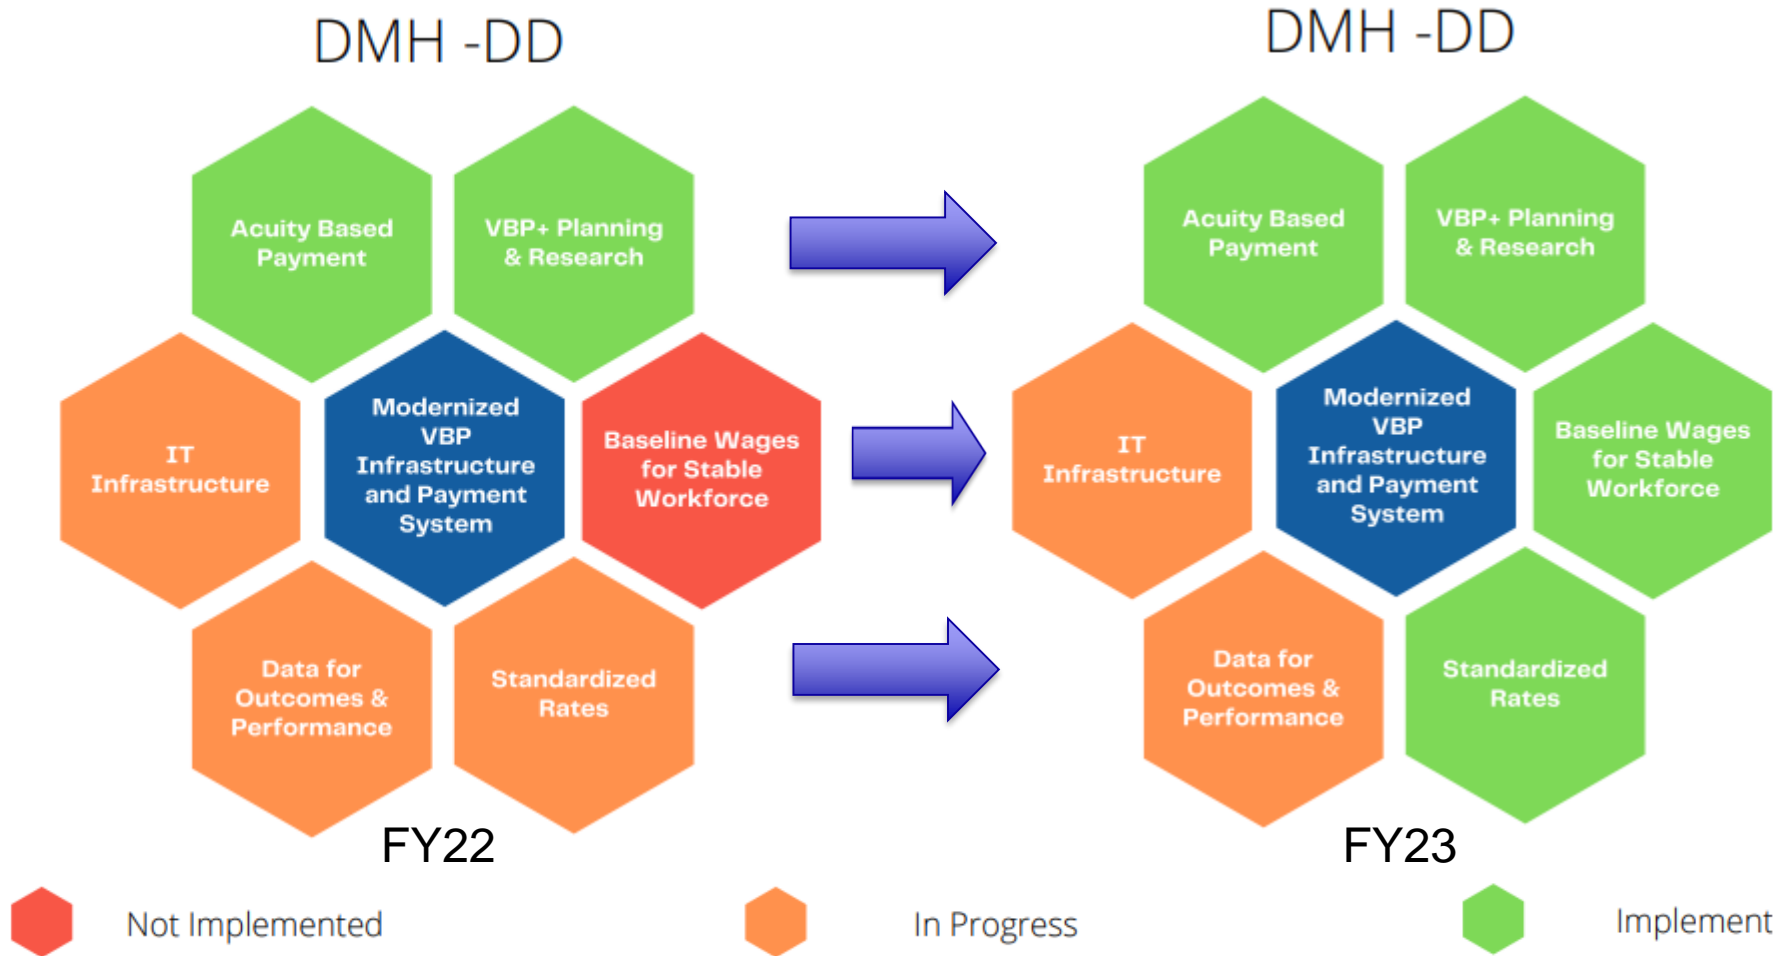 DMH -DD
Acuity Based
Payment
VBP+ Planning
& Research
IT
Infrastructure
Modernized
VBP
Infrastructure
and Payment
System
Baseline Wages
for Stable
Workforce
Data for
Outcomes &
Performance
Standardized
Rates
FY22
DMH -DD
Acuity Based
Payment
VBP+ Planning
& Research
IT
Infrastructure
Modernized
VBP
Infrastructure
and Payment
System
Baseline Wages
for Stable
Workforce
Data for
Outcomes &
Performance
Standardized
Rates
FY23
Not Implemented
In Progress
Implement